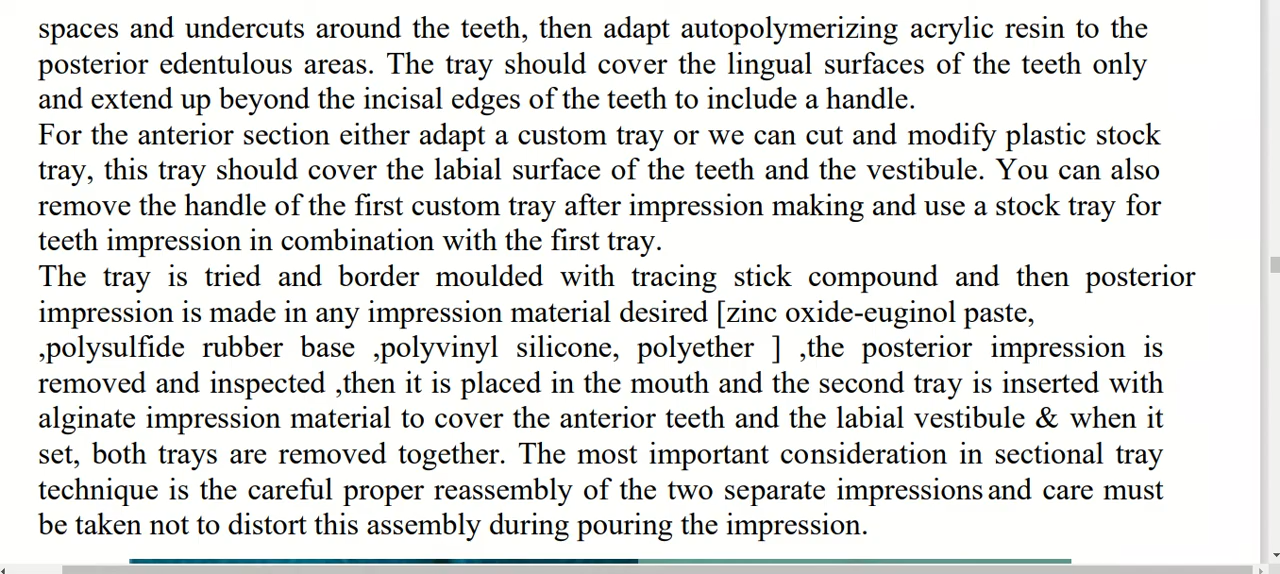 spaces and undercuts around the teeth, then adapt autopolymerizing acrylic resin to the
posterior edentulous areas. The tray should cover the lingual surfaces of the teeth only
and extend up beyond the incisal edges of the teeth to include a handle.
For the anterior section either adapt a custom tray or we can cut and modify plastic stock
tray, this tray should cover the labial surface of the teeth and the vestibule. You can also
remove the handle of the first custom tray after impression making and use a stock tray for
teeth impression in combination with the first tray.
The tray is tried and border moulded with tracing stick compound and then posterior
impression is made in any impression material desired [zinc oxide-euginol paste,
,polysulfide rubber base ,polyvinyl silicone, polyether ] ,the posterior impression is
removed and inspected ,then it is placed in the mouth and the second tray is inserted with
alginate impression material to cover the anterior teeth and the labial vestibule & when it
set, both trays are removed together. The most important consideration in sectional tray
technique is the careful proper reassembly of the two separate impressions and care must
be taken not to distort this assembly during pouring the impression.